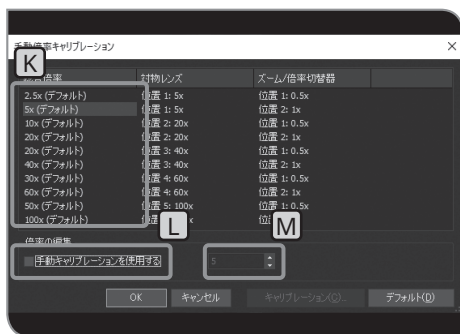 手動倍率キャリブレーション
K
倍率 対物レンズ ズーム/倍率切替器
2.5x (デフォルト) 位置 1: 5x 位置 1: 0.5x
5x (デフォルト) 位置 1: 5x 位置 2: 1x
10x (デフォルト) 位置 2: 20x 位置 1: 0.5x
20x (デフォルト) 位置 2: 20x 位置 2: 1x
20x (デフォルト) 位置 3: 40x 位置 1: 0.5x
40x (デフォルト) 位置 3: 40x 位置 2: 1x
30x (デフォルト) 位置 4: 60x 位置 1: 0.5x
60x (デフォルト) 位置 4: 60x 位置 2: 1x
50x (デフォルト) 位置 5: 100x 位置 1: 0.5x
100x (デフォルト)
L M
倍率の編集
手動キャリブレーションを使用する 5
OK キャンセル キャリブレーション(C)... デフォルト(D)